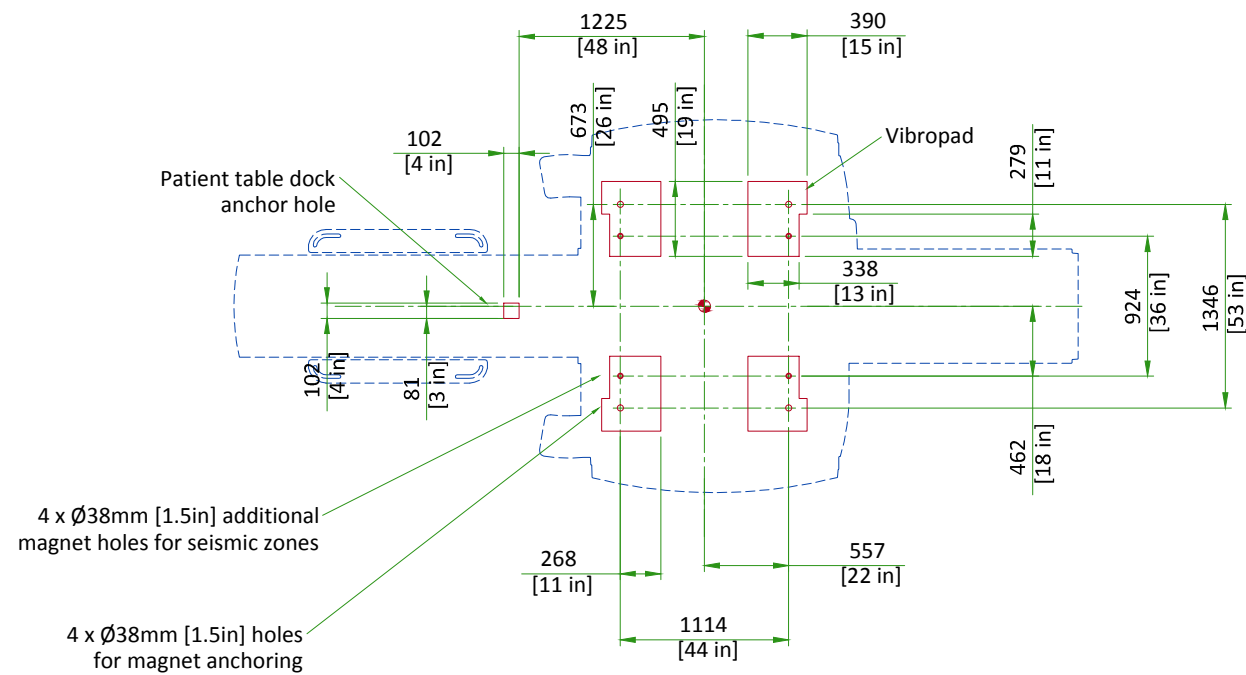 1225
[48 in]
390
[15 in]
673
[26 in]
495
[19 in]
Vibropad
102
[4 in]
279
[11 in]
Patient table dock
anchor hole
338
[13 in]
924
[36 in]
1346
[53 in]
102
[4 in]
81
[3 in]
462
[18 in]
4 x Ø38mm [1.5in] additional
magnet holes for seismic zones
268
[11 in]
557
[22 in]
4 x Ø38mm [1.5in] holes
for magnet anchoring
1114
[44 in]